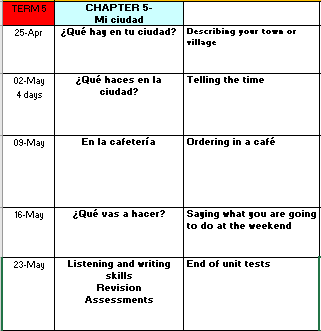 TERM 5 CHAPTER 5-
Mi ciudad
25-Apr ¿Qué hay en tu ciudad? Describing your town or
village
02-May ¿Qué haces en la Telling the time
4 days ciudad?
09-May En la cafetería Ordering in a café
16-May ¿Qué vas a hacer? Saying what you are going
to do at the weekend
23-May Listening and writing End of unit tests
skills
Revision
Assessments